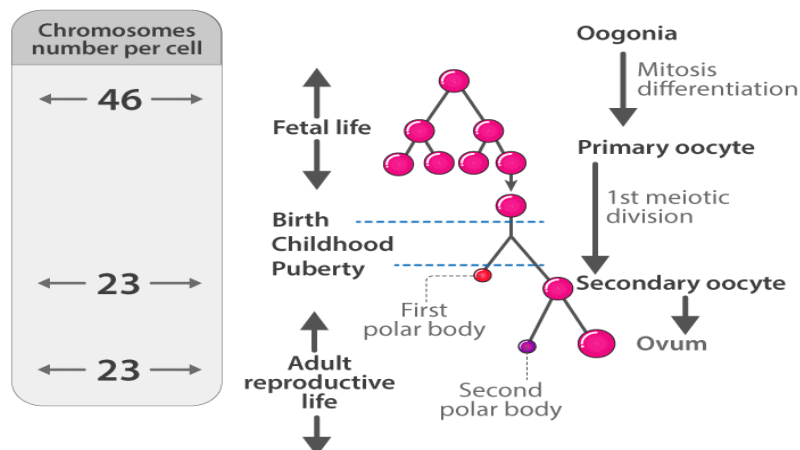 Chromosomes
number per cell
46
23
23
Fetal life
Birth
Childhood
Puberty
Adult
reproductive
life
First
polar body
Second
polar body
Oogonia
Mitosis
differentiation
Primary oocyte
1st meiotic
division
Secondary oocyte
Ovum